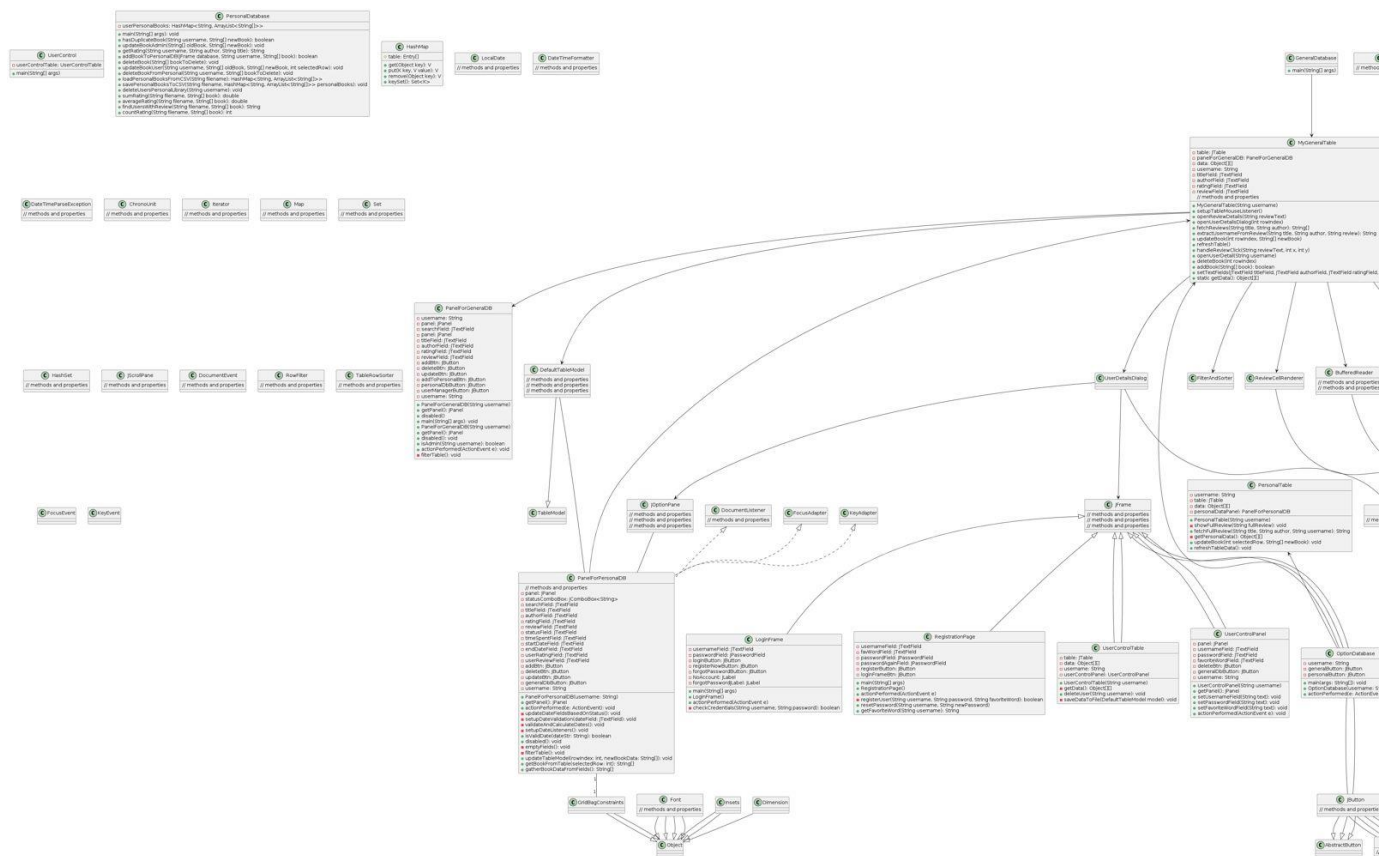 PersonalDatabase
userPersonalBooks: HashMap<String, ArrayList<String[]>>
main(String[] args): void
hasDuplicateBook(String username, String[] newBook): boolean
updateBookAdmin(String[] oldBook, String[] newBook): void
getRating(String username, String author, String title): String
addBookToPersonalDB(Frame database, String username, String[] book): boolean
deleteBook(String[] bookToDelete): void
updateBookUser(String username, String[] oldBook, String[] newBook, int selectedRow): void
deleteBookFromPersonal(String username, String[] bookToDelete): void
loadPersonalBooksFromCSV(String filename): HashMap<String, ArrayList<String[]>>
savePersonalBooksToCSV(String filename, HashMap<String, ArrayList<String[]>> personalBooks): void
deleteUsersPersonalLibrary(String username): void
sumRating(String filename, String[] book): double
averageRating(String filename, String[] book): double
findUsersWithReview(String filename, String[] book): String
countRating(String filename, String[] book): int
UserControl
userControlTable: UserControlTable
main(String[] args)
HashMap
table: Entry[]
get(Object key): V
put(K key, V value): V
remove(Object key): V
keySet(): Set<K>
LocalDate
// methods and properties
DateTimeFormatter
// methods and properties
GeneralDatabase
main(String[] args)
// method
MyGeneralTable
table: JTable
panelForGeneralDB: PanelForGeneralDB
data: Object[][]
username: String
titleField: JTextField
authorField: JTextField
ratingField: JTextField
reviewField: JTextField
// methods and properties
MyGeneralTable(String username)
setupTableMouseListener()
openReviewDetails(String reviewText)
openUserDetailsDialog(int rowIndex)
fetchReviews(String title, String author): String[]
extractUsernameFromReview(String title, String author, String review): String
updateBook(int rowIndex, String[] newBook)
refreshTable()
handleReviewClick(String reviewText, int x, int y)
openUserDetail(String username)
deleteBook(int rowIndex)
addBook(String[] book): boolean
setTextFields(JTextField titleField, JTextField authorField, JTextField ratingField,
static getData(): Object[][]
DateTimeParseException
// methods and properties
ChronoUnit
// methods and properties
Iterator
// methods and properties
Map
// methods and properties
Set
// methods and properties
PanelForGeneralDB
username: String
panel: JPanel
searchField: JTextField
panel: JPanel
titleField: JTextField
authorField: JTextField
ratingField: JTextField
reviewField: JTextField
addBtn: JButton
deleteBtn: JButton
updateBtn: JButton
addToPersonalBtn: JButton
personalDbButton: JButton
userManagerButton: JButton
username: String
PanelForGeneralDB(String username)
getPanel(): JPanel
disabled()
main(String[] args): void
PanelForGeneralDB(String username)
getPanel(): JPanel
disabled(): void
isAdmin(String username): boolean
actionPerformed(ActionEvent e): void
filterTable(): void
HashSet
// methods and properties
JScrollPane
// methods and properties
DocumentEvent
// methods and properties
RowFilter
// methods and properties
TableRowSorter
// methods and properties
DefaultTableModel
// methods and properties
// methods and properties
// methods and properties
UserDetailsDialog
FilterAndSorter
ReviewCellRenderer
BufferedReader
// methods and properties
// methods and properties
FocusEvent
KeyEvent
TableModel
JOptionPane
// methods and properties
// methods and properties
// methods and properties
DocumentListener
FocusAdapter
KeyAdapter
JFrame
// methods and properties
// methods and properties
// methods and properties
PersonalTable
username: String
table: JTable
data: Object[][]
personalDataPanel: PanelForPersonalDB
PersonalTable(String username)
showFullReview(String fullReview): void
fetchFullReview(String title, String author, String username): String
getPersonalData(): Object[][]
updateBook(int selectedRow, String[] newBook): void
refreshTableData(): void
// me
PanelForPersonalDB
// methods and properties
panel: JPanel
statusComboBox: JComboBox<String>
searchField: JTextField
titleField: JTextField
authorField: JTextField
ratingField: JTextField
reviewField: JTextField
statusField: JTextField
timeSpentField: JTextField
startDateField: JTextField
endDateField: JTextField
userRatingField: JTextField
userReviewField: JTextField
addBtn: JButton
deleteBtn: JButton
updateBtn: JButton
generalDbButton: JButton
username: String
PanelForPersonalDB(username: String)
getPanel(): JPanel
actionPerformed(e: ActionEvent): void
updateDateFieldsBasedOnStatus(): void
setupDateValidation(dateField: JTextField): void
validateAndCalculateDates(): void
setupDateListeners(): void
isValidDate(dateStr: String): boolean
disabled(): void
emptyFields(): void
filterTable(): void
updateTableModel(rowIndex: int, newBookData: String[]): void
getBookFromTable(selectedRow: int): String[]
gatherBookDataFromFields(): String[]
LoginFrame
usernameField: JTextField
passwordField: JPasswordField
loginButton: JButton
registerNowButton: JButton
forgotPasswordButton: JButton
NoAccount: JLabel
forgotPasswordLabel: JLabel
main(String[] args)
LoginFrame()
actionPerformed(ActionEvent e)
checkCredentials(String username, String password): boolean
RegistrationPage
usernameField: JTextField
favWordField: JTextField
passwordField: JPasswordField
passwordAgainField: JPasswordField
registerButton: JButton
loginFrameBtn: JButton
main(String[] args)
RegistrationPage()
actionPerformed(ActionEvent e)
registerUser(String username, String password, String favoriteWord): boolean
resetPassword(String username, String newPassword)
getFavoriteWord(String username): String
UserControlTable
table: JTable
data: Object[][]
username: String
userControlPanel: UserControlPanel
UserControlTable(String username)
getData(): Object[][]
deleteUser(String username): void
saveDataToFile(DefaultTableModel model): void
UserControlPanel
panel: JPanel
usernameField: JTextField
passwordField: JTextField
favoriteWordField: JTextField
deleteBtn: JButton
generalDbButton: JButton
username: String
UserControlPanel(String username)
getPanel(): JPanel
setUsernameField(String text): void
setPasswordField(String text): void
setFavoriteWordField(String text): void
actionPerformed(ActionEvent e): void
OptionDatabase
username: String
generalButton: JButton
personalButton: JButton
main(String[] args): void
OptionDatabase(username: S
actionPerformed(e: ActionEvent
1
1
GridBagConstraints
Font
// methods and properties
Insets
Dimension
Object
JButton
// methods and properties
AbstractButton